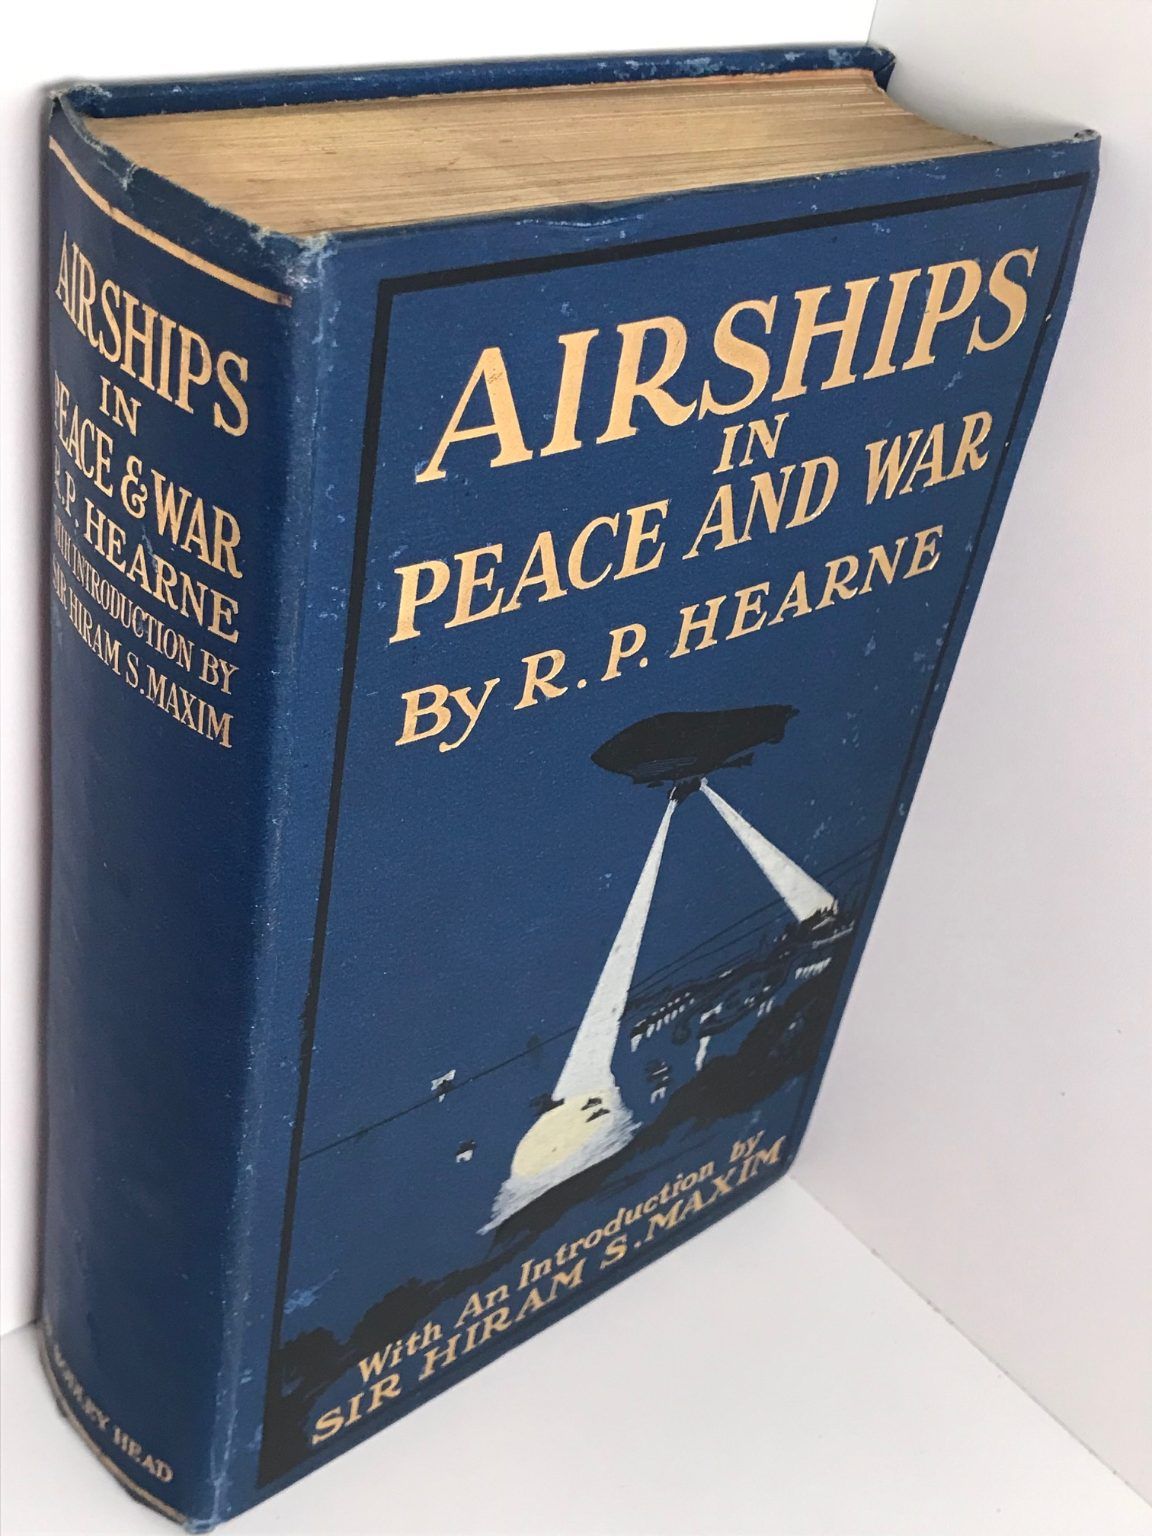 AIRSHIPS
IN
PEACE & WAR
R.P. HEARNE
WITH INTRODUCTION BY
SIR HIRAM S. MAXIM
BODLEY HEAD
AIRSHIPS
IN
PEACE AND WAR
By R. P. HEARNE
With An Introduction by
SIR HIRAM S. MAXIM